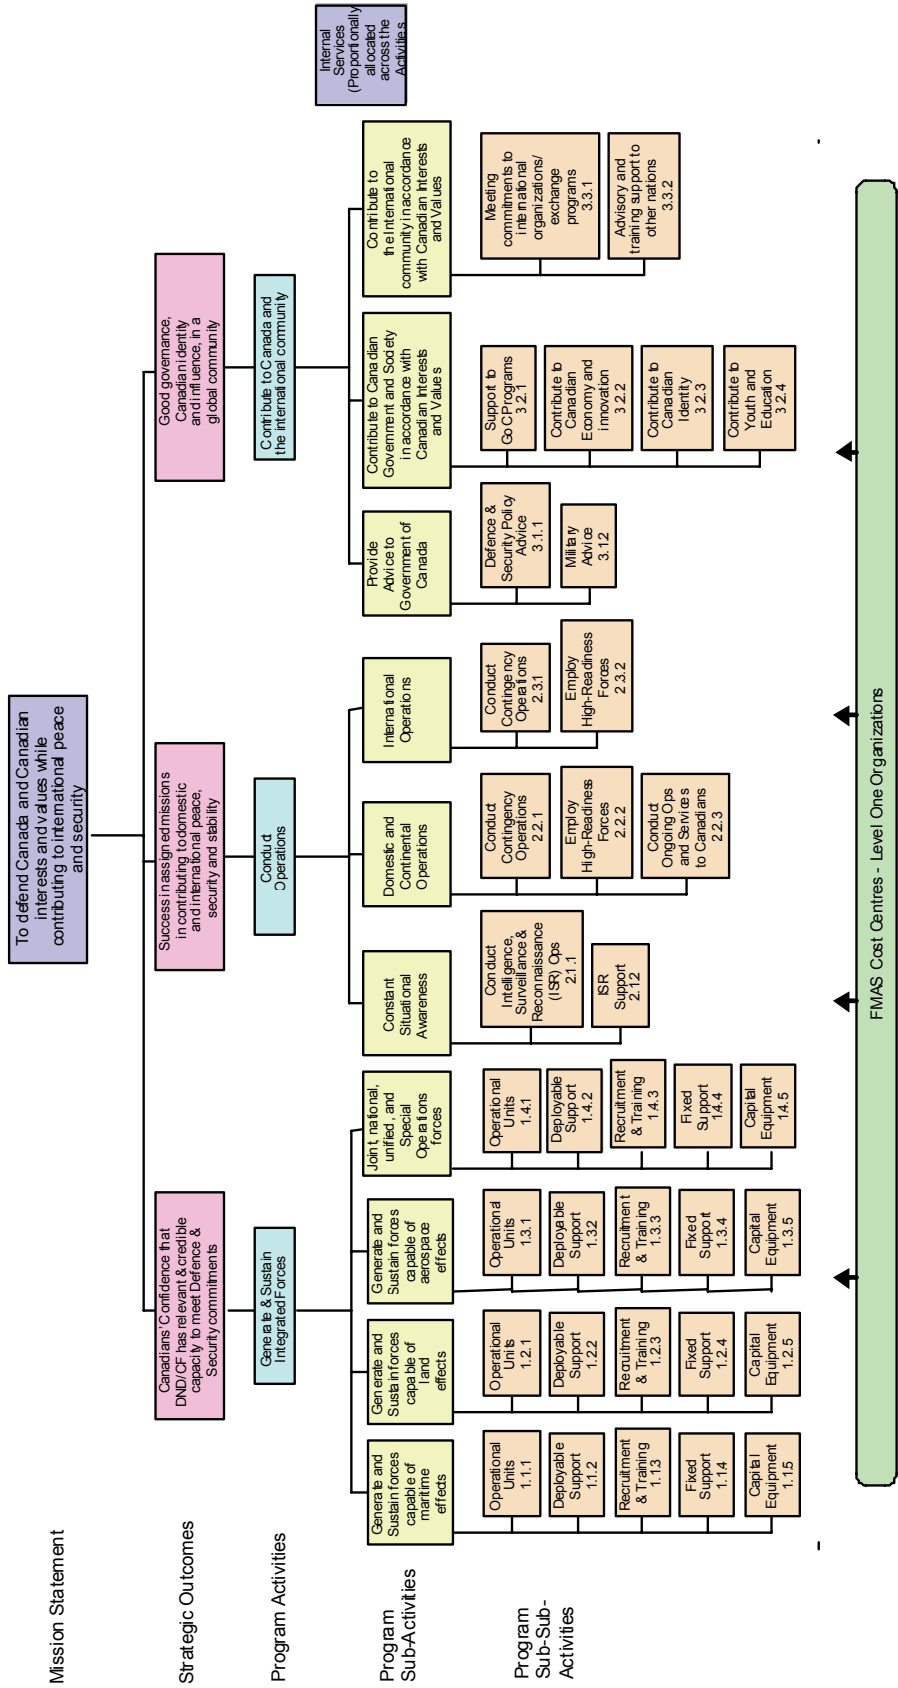 Mission Statement
To defend Canada and Canadian
interests and values while
contributing to international peace
and security
Strategic Outcomes
Canadians' Confidence that
DND/CF has relevant & credible
capacity to meet Defence &
Security commitments
Success in assigned missions
in contributing to domestic
and international peace,
security and stability
Good governance,
Canadian identity
and influence, in a
global community
Program Activities
Generate & Sustain
Integrated Forces
Conduct
Operations
Contribute to Canada and
the international community
Internal
Services
(Proportionally
allocated
across the
Activities
Program
Sub-Activities
Generate and
Sustain forces
capable of
maritime
effects
Generate and
Sustain forces
capable of
land
effects
Generate and
Sustain forces
capable of
aerospace
effects
Joint, national,
unified, and
Special
Operations
forces
Constant
Situational
Awareness
Domestic and
Continental
Operations
International
Operations
Provide
Advice to
Government of
Canada
Contribute to Canadian
Government and Society
in accordance with
Canadian Interests
and Values
Contribute to
the International
community in accordance
with Canadian Interests
and Values
Program
Sub-Sub-
Activities
Operational
Units
1.1.1
Deployable
Support
1.1.2
Recruitment
& Training
1.1.3
Fixed
Support
1.1.4
Capital
Equipment
1.1.5
Operational
Units
1.2.1
Deployable
Support
1.2.2
Recruitment
& Training
1.2.3
Fixed
Support
1.2.4
Capital
Equipment
1.2.5
Operational
Units
1.3.1
Deployable
Support
1.3.2
Recruitment
& Training
1.3.3
Fixed
Support
1.3.4
Capital
Equipment
1.3.5
Operational
Units
1.4.1
Deployable
Support
1.4.2
Recruitment
& Training
1.4.3
Fixed
Support
1.4.4
Capital
Equipment
1.4.5
Conduct
Intelligence,
Surveillance &
Reconnaissance
(ISR) Ops
2.1.1
ISR
Support
2.1.2
Conduct
Contingency
Operations
2.2.1
Employ
High-Readiness
Forces
2.2.2
Conduct
Ongoing Ops
and Services
to Canadians
2.2.3
Conduct
Contingency
Operations
2.3.1
Employ
High-Readiness
Forces
2.3.2
Defence &
Security Policy
Advice
3.1.1
Military
Advice
3.1.2
Support to
GoC Programs
3.2.1
Contribute to
Canadian
Economy and
innovation
3.2.2
Contribute to
Canadian
Identity
3.2.3
Contribute to
Youth and
Education
3.2.4
Meeting
commitments to
international
organizations/
exchange
programs
3.3.1
Advisory and
training support to
other nations
3.3.2
FMAS Cost Centres - Level One Organizations